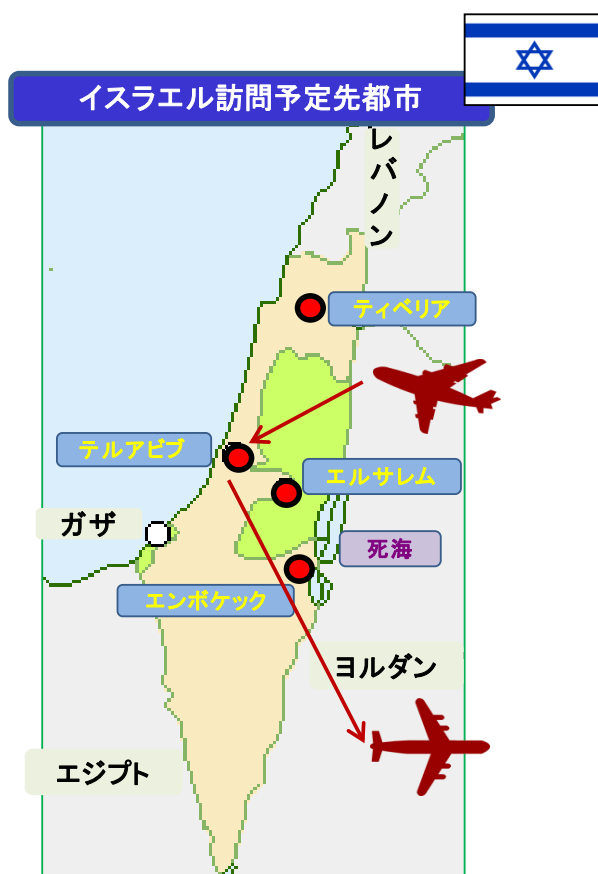 イスラエル訪問予定先都市
レバノン
ティベリア
テルアビブ
エルサレム
ガザ
死海
エンボケック
ヨルダン
エジプト